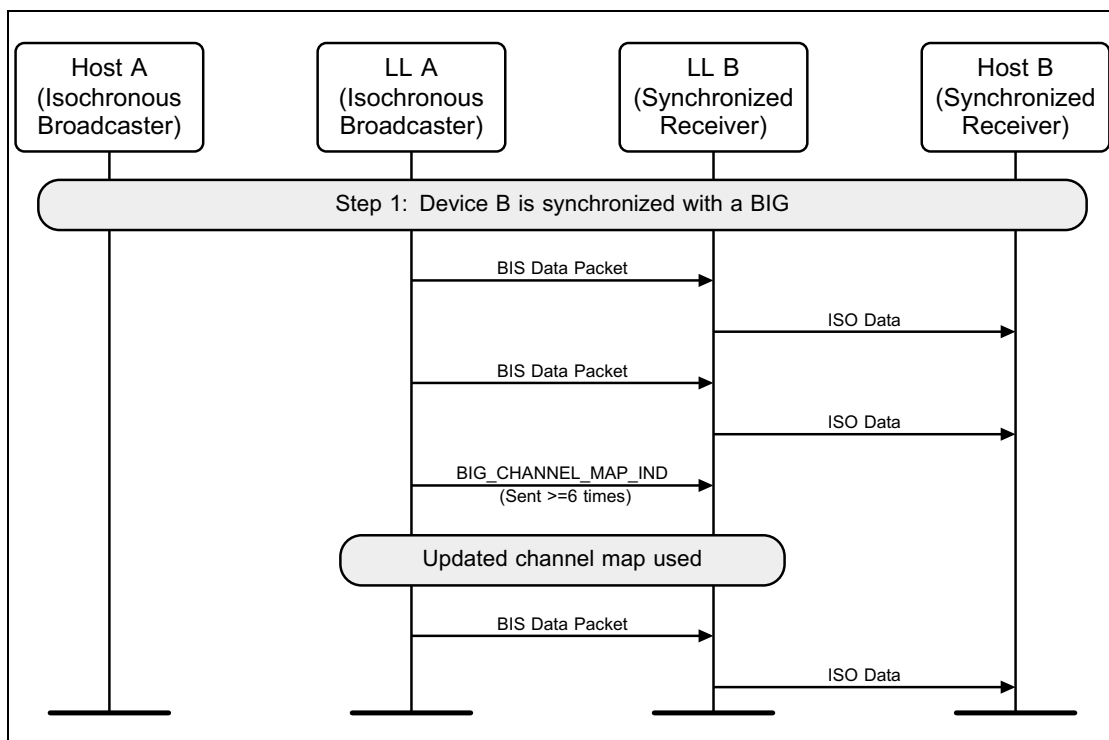 Host A
(Isochronous
Broadcaster)
LL A
(Isochronous
Broadcaster)
LL B
(Synchronized
Receiver)
Host B
(Synchronized
Receiver)
Step 1: Device B is synchronized with a BIG
BIS Data Packet
ISO Data
BIS Data Packet
ISO Data
BIG_CHANNEL_MAP_IND
(Sent >=6 times)
Updated channel map used
BIS Data Packet
ISO Data